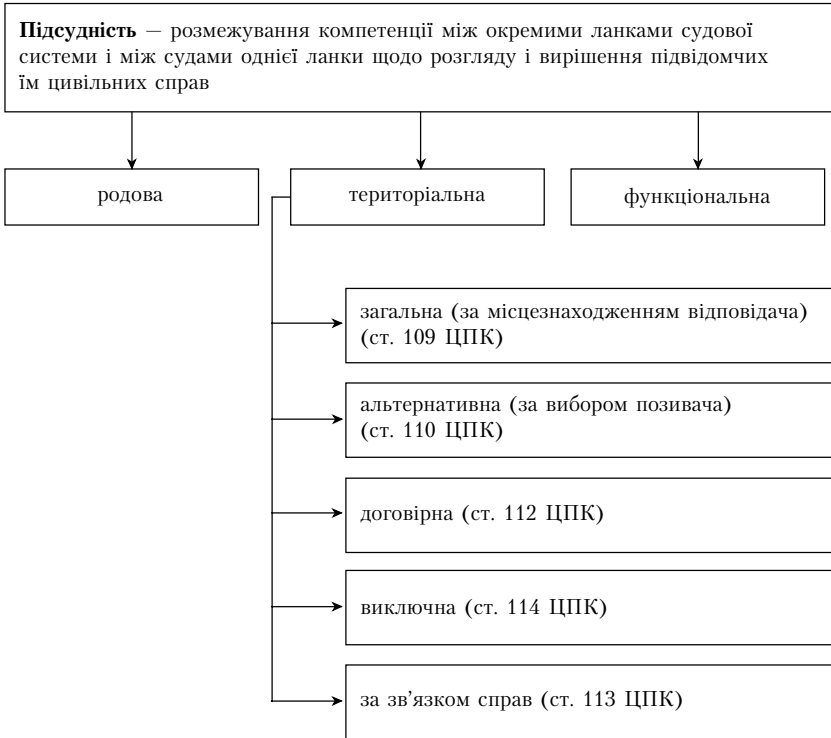 Підсудність — розмежування компетенції між окремими ланками судової
системи і між судами однієї ланки щодо розгляду і вирішення підвідомчих
їм цивільних справ
родова
територіальна
функціональна
загальна (за місцезнаходженням відповідача)
(ст. 109 ЦПК)
альтернативна (за вибором позивача)
(ст. 110 ЦПК)
договірна (ст. 112 ЦПК)
виключна (ст. 114 ЦПК)
за зв'язком справ (ст. 113 ЦПК)